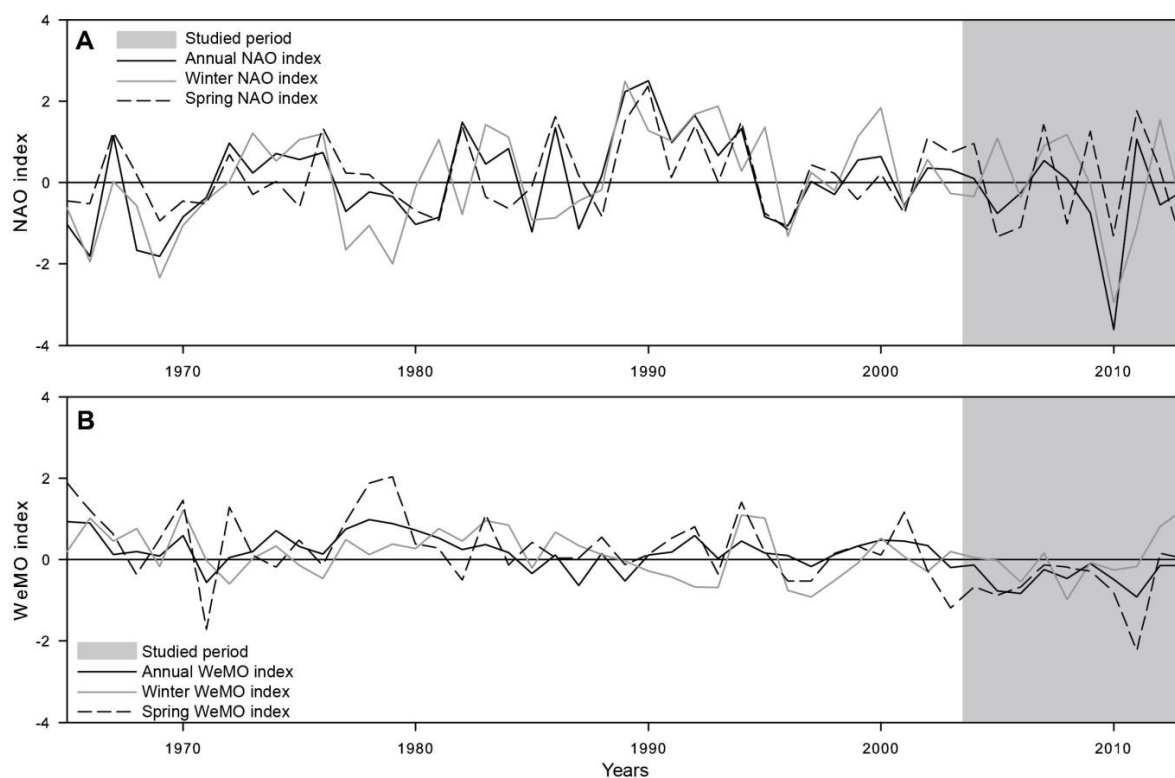 4
A
Studied period
Annual NAO index
Winter NAO index
Spring NAO index
2
0
-2
-4
NAO index
1970
1980
1990
2000
2010
4
B
2
0
-2
-4
WeMO index
Studied period
Annual WeMO index
Winter WeMO index
Spring WeMO index
1970
1980
1990
2000
2010
Years